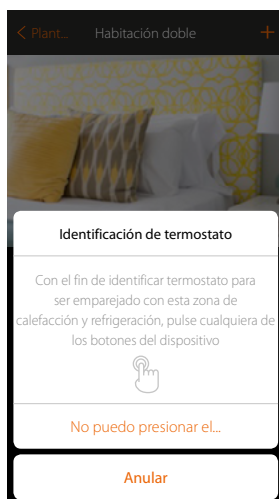 < Plant... Habitación doble +
Identificación de termostato
Con el fin de identificar termostato para
ser emparejado con esta zona de
calefacción y refrigeración, pulse cualquiera de
los botones del dispositivo
No puedo presionar el...
Anular